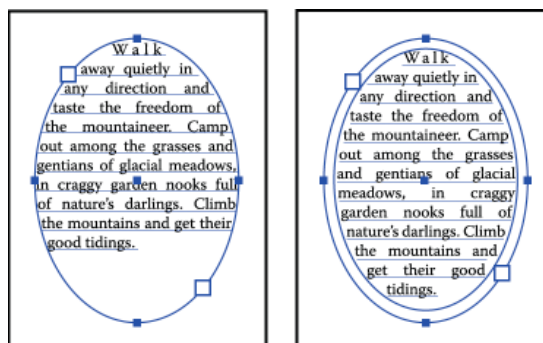 Walk
away quietly in
any direction and
taste the freedom of
the mountaineer. Camp
out among the grasses and
gentians of glacial meadows,
in craggy garden nooks full
of nature's darlings. Climb
the mountains and get their
good tidings.
Walk
away quietly in
any direction and
taste the freedom of
the mountaineer. Camp
out among the grasses
and gentians of glacial
meadows, in craggy
garden nooks full of
nature's darlings. Climb
the mountains and
get their good
tidings.